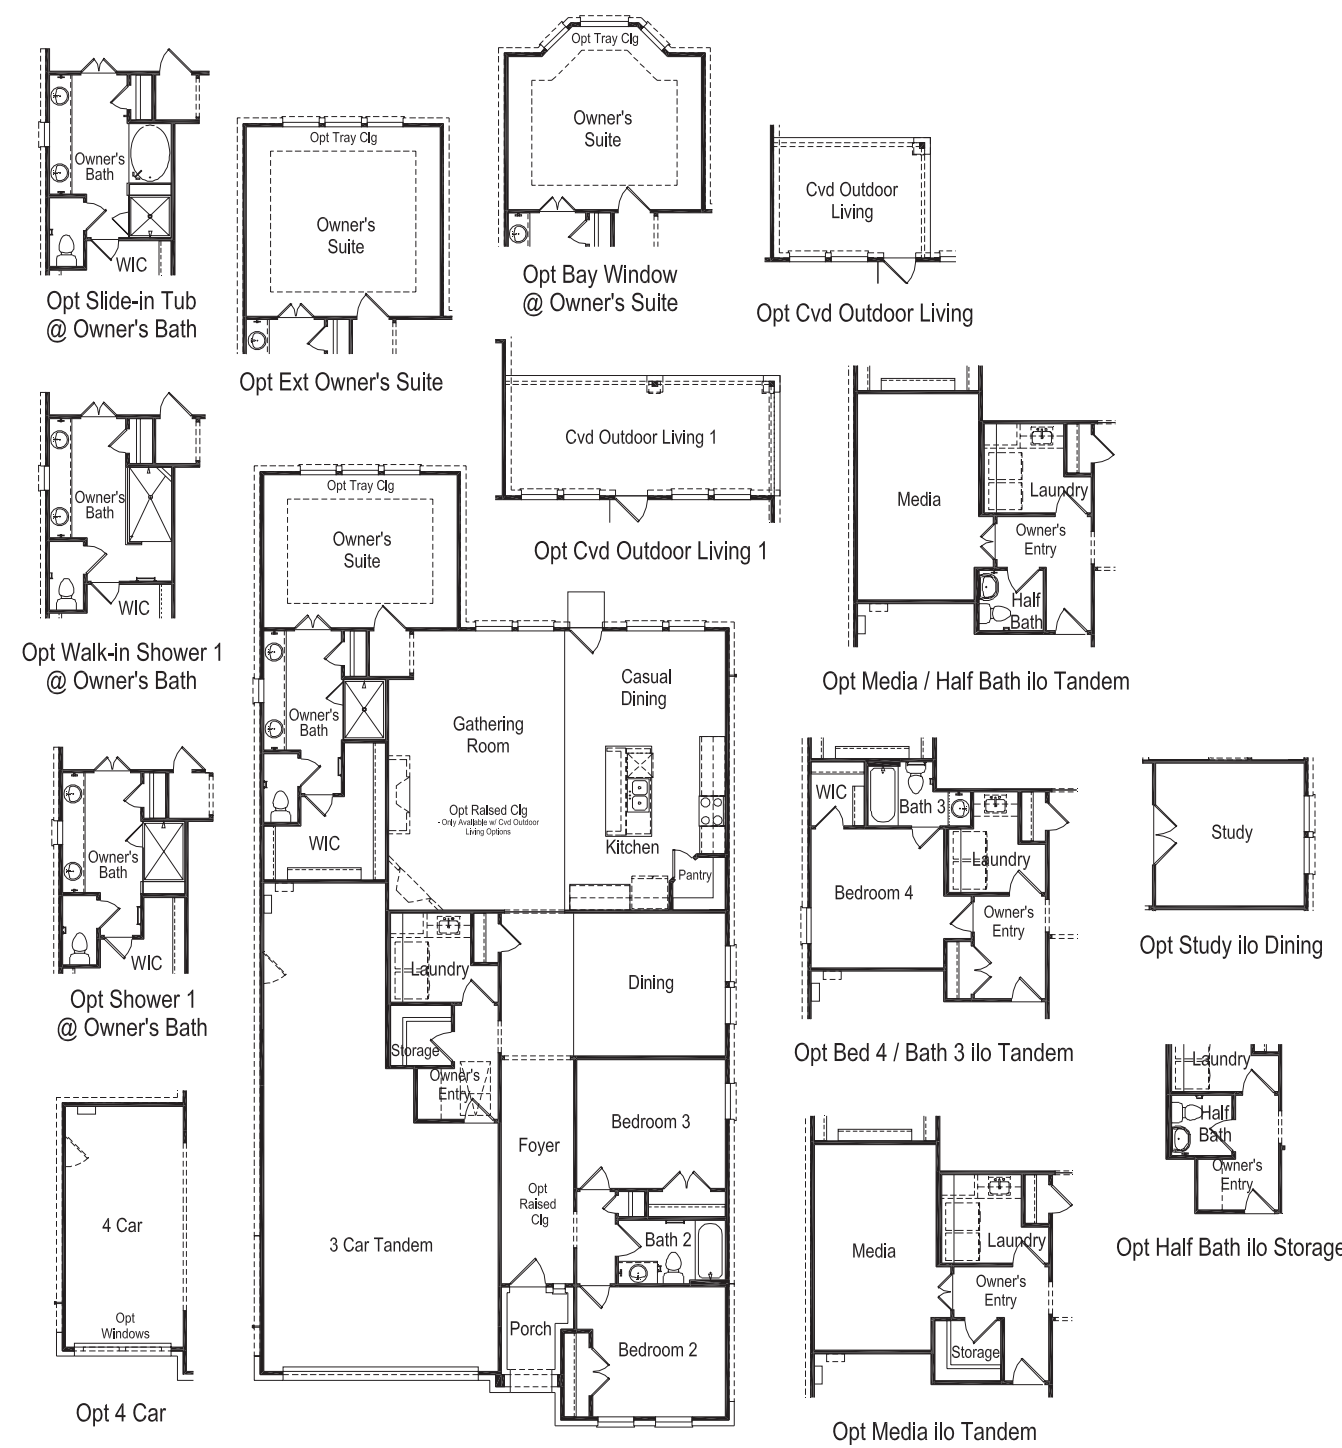 Owner's
Bath
WIC
Opt Slide-in Tub
@ Owner's Bath
Opt Tray Clg
Owner's
Suite
Opt Ext Owner's Suite
Opt Tray Clg
Owner's
Suite
Opt Bay Window
@ Owner's Suite
Cvd Outdoor
Living
Opt Cvd Outdoor Living
Cvd Outdoor Living 1
Opt Cvd Outdoor Living 1
Owner's
Bath
WIC
Opt Walk-in Shower 1
@ Owner's Bath
Media
Laundry
Owner's
Entry
Half
Bath
Opt Media / Half Bath ilo Tandem
Owner's
Bath
WIC
Opt Shower 1
@ Owner's Bath
Opt Tray Clg
Owner's
Suite
Owner's
Bath
WIC
Gathering
Room
Opt Raised Clg
- Only Available w/ Cvd Outdoor
Living Options
Casual
Dining
Kitchen
Pantry
Laundry
Dining
Storage
Owner's
Entry
Bedroom 3
Foyer
Opt
Raised
Clg
3 Car Tandem
Bath 2
Porch
Bedroom 2
WIC
Bath 3
Laundry
Bedroom 4
Owner's
Entry
Opt Bed 4 / Bath 3 ilo Tandem
Study
Opt Study ilo Dining
4 Car
Opt
Windows
Opt 4 Car
Media
Laundry
Owner's
Entry
Storage
Opt Media ilo Tandem
Laundry
Half
Bath
Owner's
Entry
Opt Half Bath ilo Storage